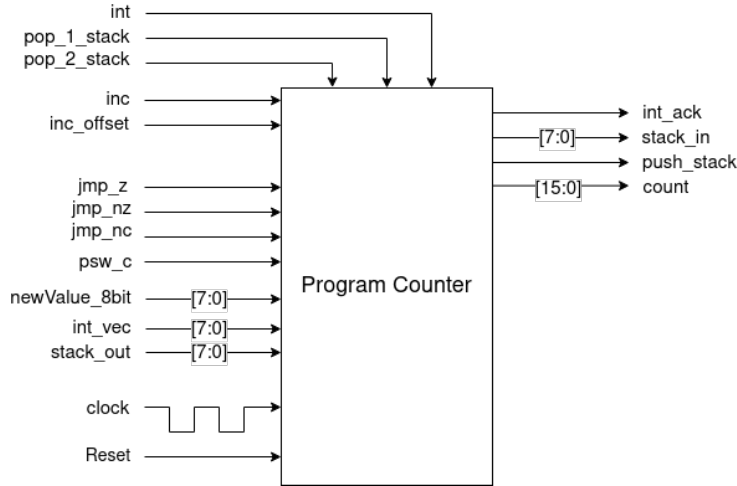 int
pop_1_stack
pop_2_stack
inc
inc_offset
jmp_z
jmp_nz
jmp_nc
psw_c
newValue_8bit [7:0]
int_vec [7:0]
stack_out [7:0]
clock
Reset
Program Counter
int_ack
[7:0] stack_in
push_stack
[15:0] count